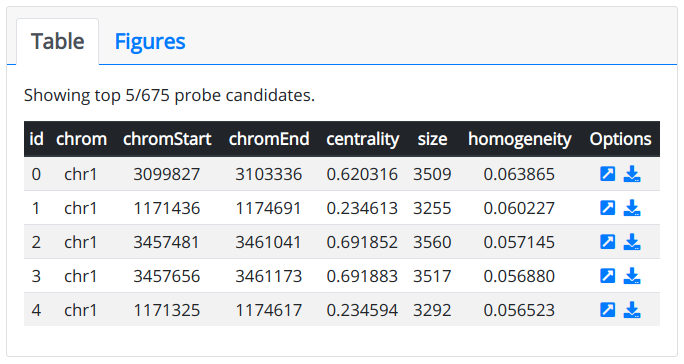 Table Figures
Showing top 5/675 probe candidates.
id chrom chromStart chromEnd centrality size homogeneity Options
0 chr1 3099827 3103336 0.620316 3509 0.063865
1 chr1 1171436 1174691 0.234613 3255 0.060227
2 chr1 3457481 3461041 0.691852 3560 0.057145
3 chr1 3457656 3461173 0.691883 3517 0.056880
4 chr1 1171325 1174617 0.234594 3292 0.056523